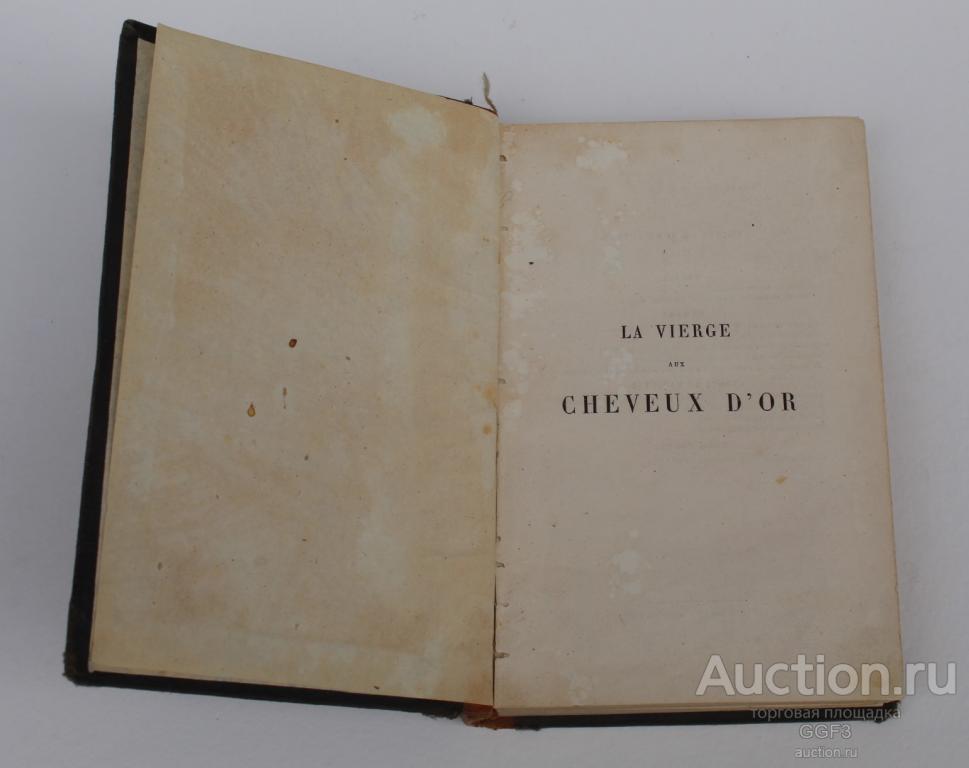 LA VIERGE
AUX
CHEVEUX D'OR
Auction.ru
торговая площадка
GGF3
auction.ru